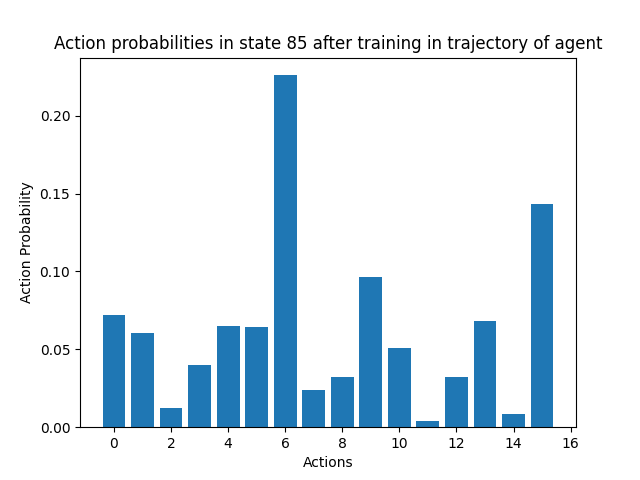 Action probabilities in state 85 after training in trajectory of agent
0.20
0.15
0.10
0.05
0.00
Action Probability
0 2 4 6 8 10 12 14 16
Actions